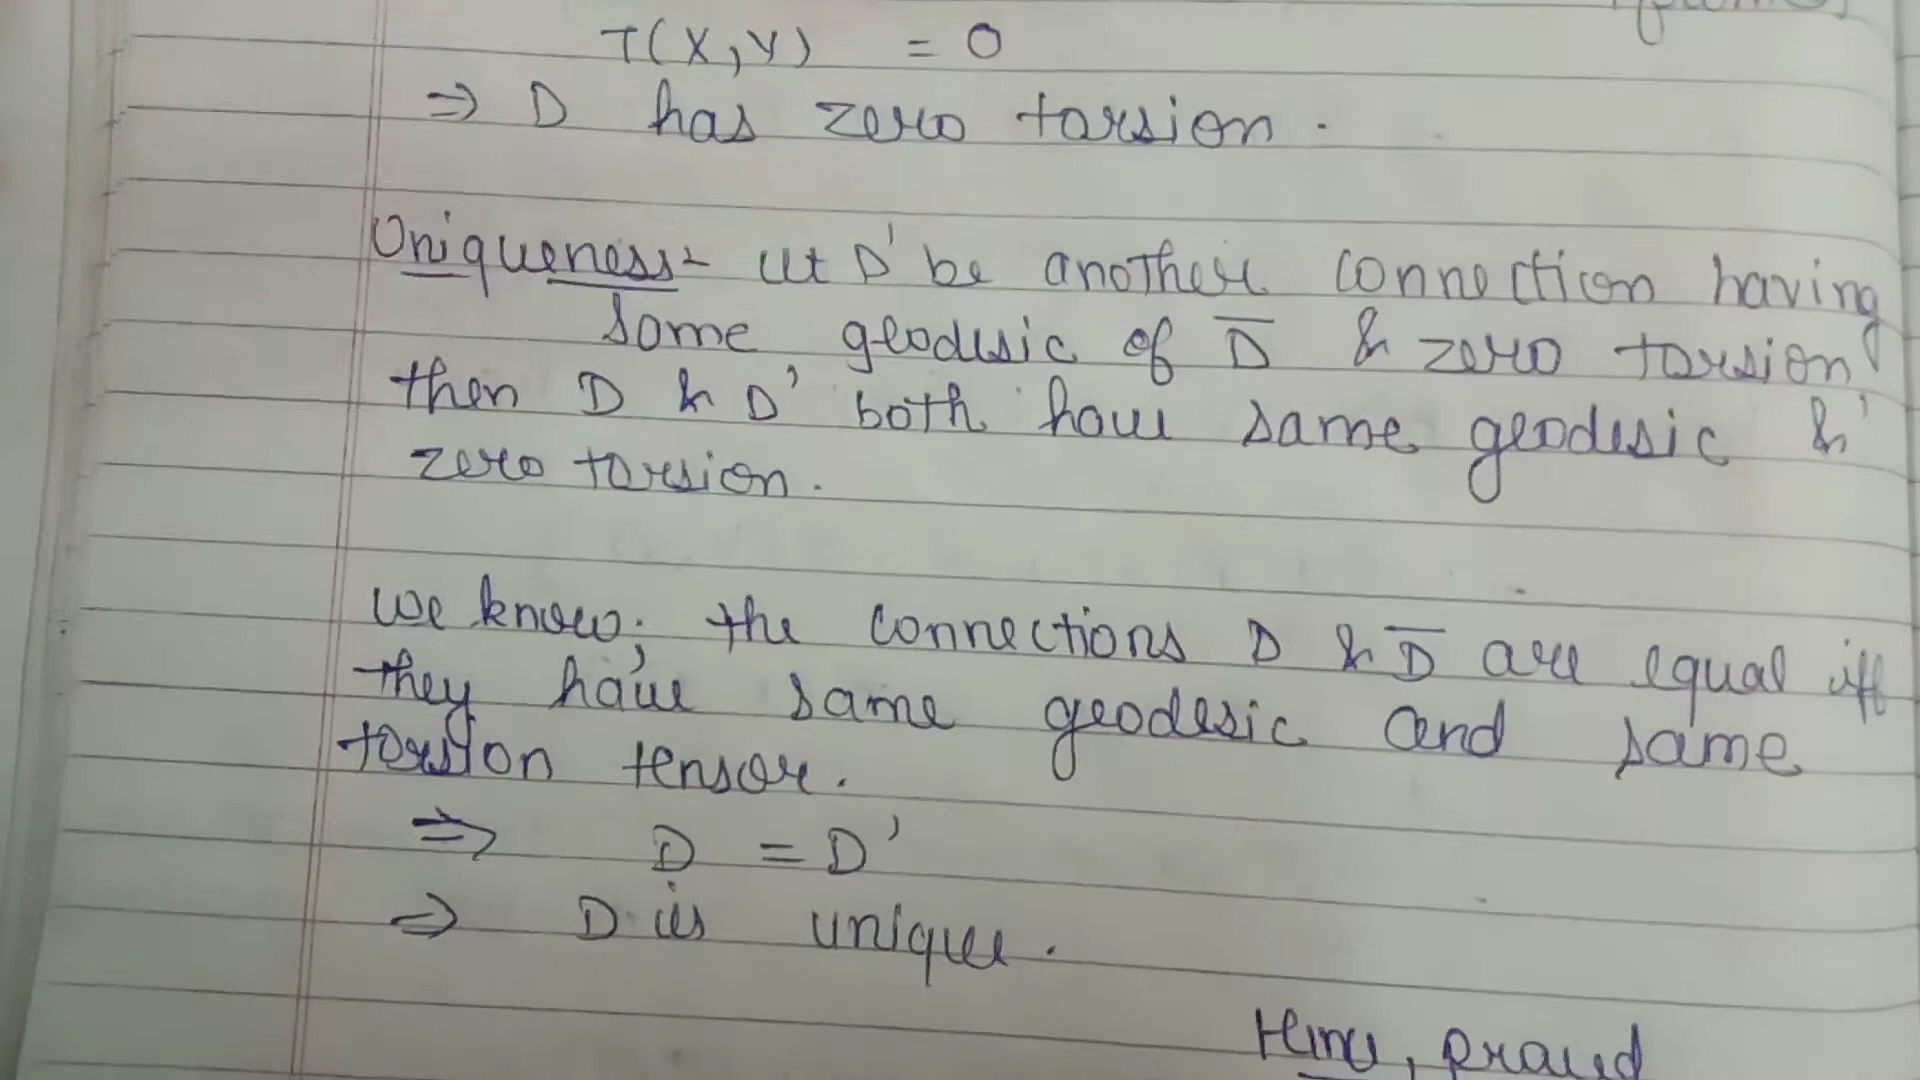 T(X,Y) = 0
⇒ D has zero torsion.
Uniqueness- let D' be another connection having
same geodesic of D̅ & zero torsion
then D & D' both have same geodesic &
zero torsion.
we know, the connections D & D̅ are equal iff
they have same geodesic and same
torsion tensor.
⇒ D = D'
⇒ D is unique.
Hence, proved